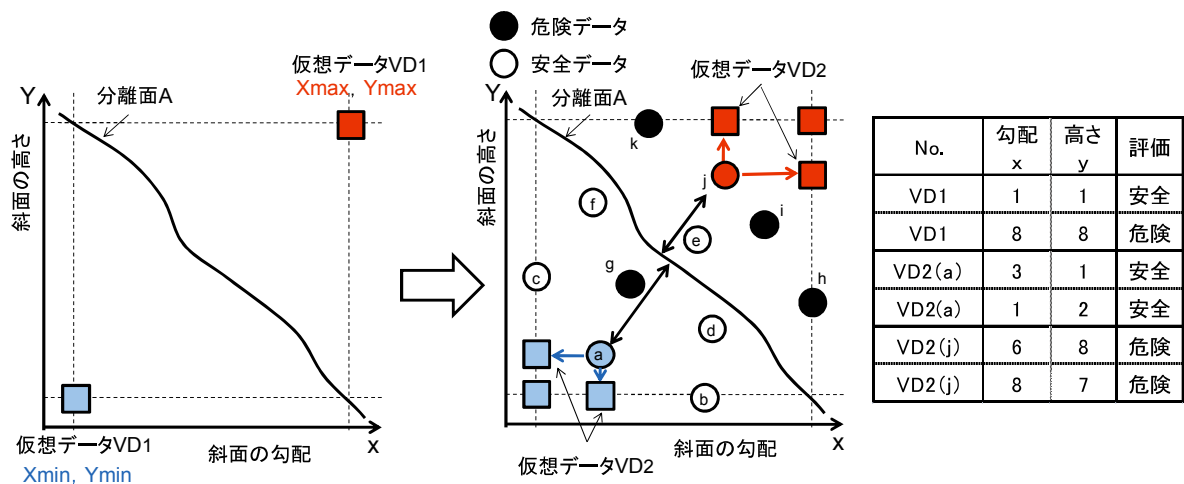 仮想データVD1
Xmax, Ymax
Y
分離面A
斜面の高さ
仮想データVD1
Xmin, Ymin
斜面の勾配
X
危険データ
安全データ
仮想データVD2
Y
分離面A
斜面の高さ
k
j
f
i
e
c
g
h
d
a
b
仮想データVD2
斜面の勾配
X
No. 勾配x 高さy 評価
VD1 1 1 安全
VD1 8 8 危険
VD2(a) 3 1 安全
VD2(a) 1 2 安全
VD2(j) 6 8 危険
VD2(j) 8 7 危険